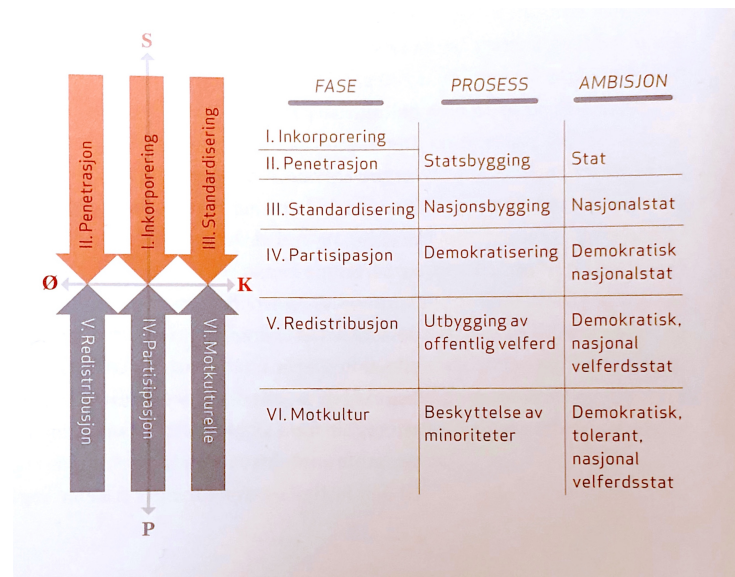 S
II. Penetrasjon
I. Inkorporering
III. Standardisering
Ø
K
V. Redistribusjon
IV. Partisipasjon
VI. Motkulturelle
P
FASE PROSESS AMBISJON
I. Inkorporering
II. Penetrasjon Statsbygging Stat
III. Standardisering Nasjonsbygging Nasjonalstat
IV. Partisipasjon Demokratisering Demokratisk
nasjonalstat
V. Redistribusjon Utbygging av Demokratisk,
offentlig velferd nasjonal
velferdsstat
VI. Motkultur Beskyttelse av Demokratisk,
minoriteter tolerant,
nasjonal
velferdsstat